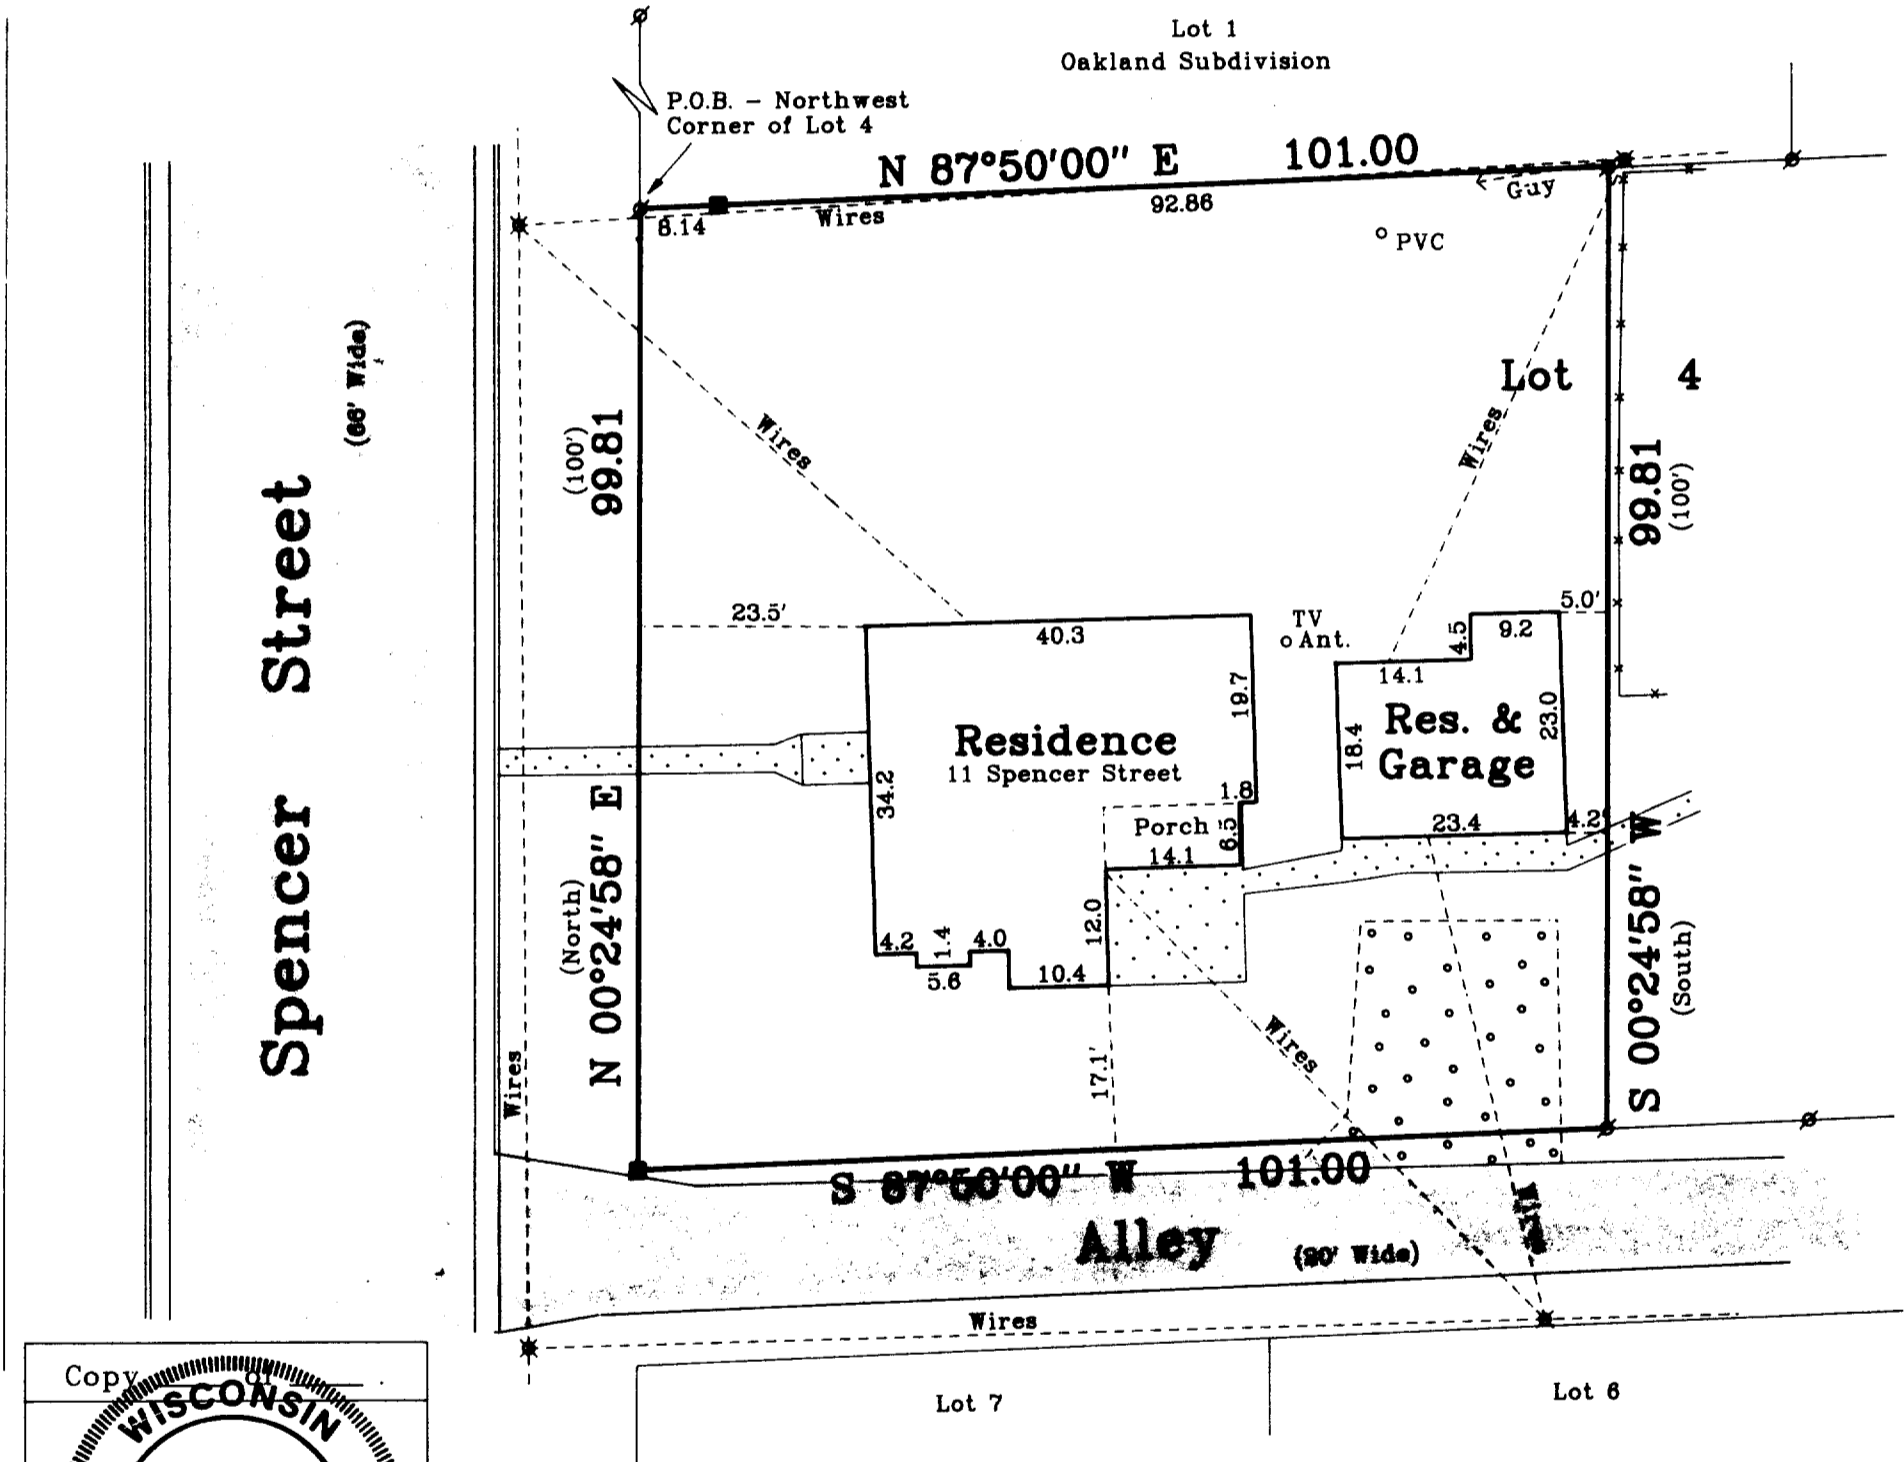 Lot 1
Oakland Subdivision
P.O.B. - Northwest
Corner of Lot 4
N 87°50'00" E 101.00
Guy
8.14
Wires
92.86
PVC
(66' Wide)
Spencer Street
(100')
99.81
Wires
Wires
Lot 4
99.81
(100')
23.5'
40.3
TV
Ant.
14.1
4.5
9.2
5.0'
19.7
Residence
11 Spencer Street
34.2
Res. &
Garage
18.4
23.0
1.8
Porch
6.5
14.1
23.4
4.2'
N 00°24'58" E
(North)
S 00°24'58" W
(South)
4.2
1.4
4.0
5.6
10.4
12.0
17.1'
Wires
Wires
S 87°50'00" W 101.00
Wires
Alley (20' Wide)
Wires
Copy of
WISCONSIN
Lot 7
Lot 6